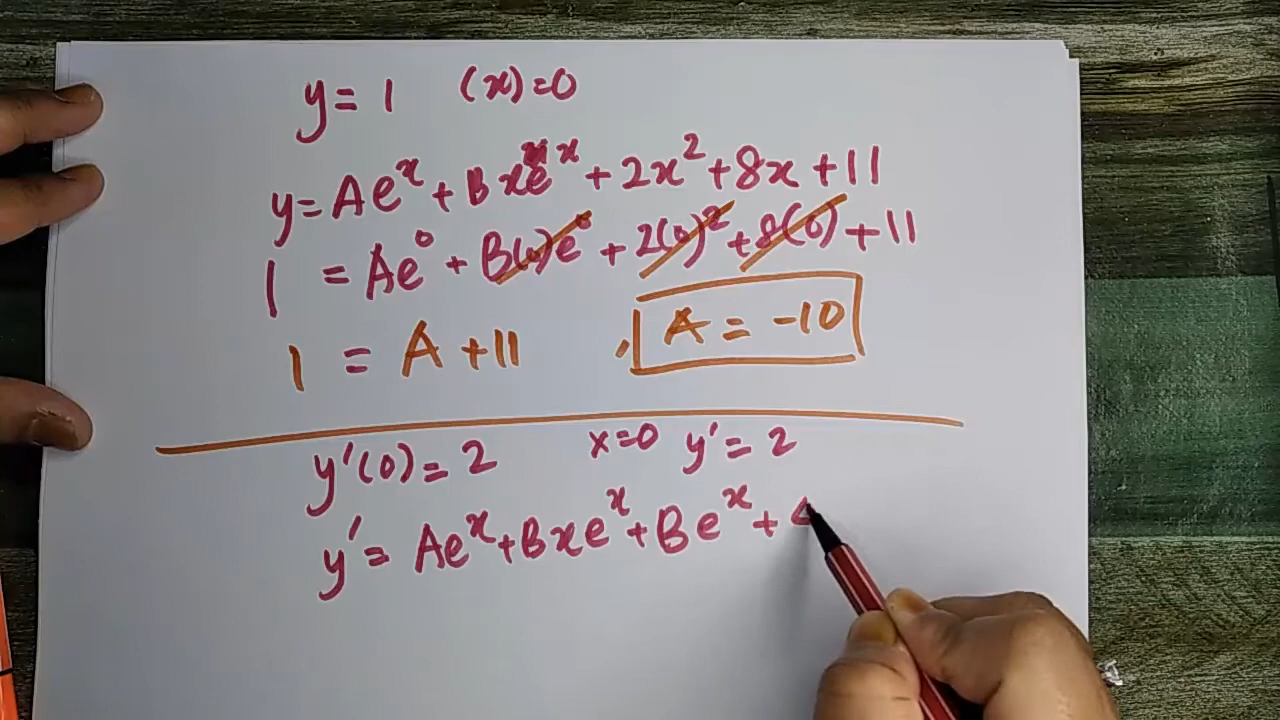 y = 1 (x)=0
y = Ae^x + Bxe^x + 2x^2 + 8x + 11
1 = Ae^0 + B(0)e^0 + 2(0)^2 + 8(0) + 11
1 = A + 11 A = -10
y'(0) = 2 x=0 y' = 2
y' = Ae^x + Bxe^x + Be^x +